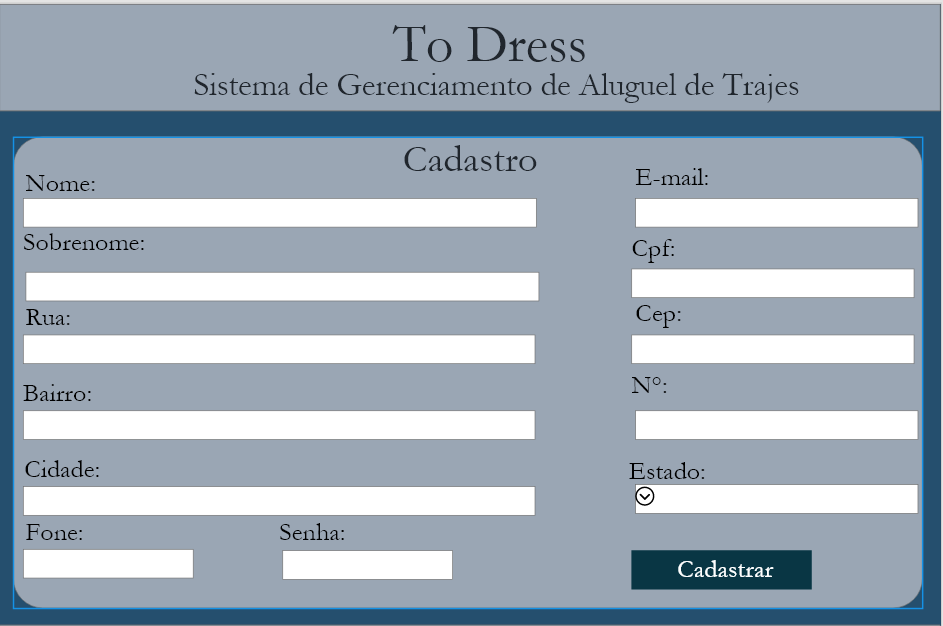 To Dress
Sistema de Gerenciamento de Aluguel de Trajes
Cadastro
Nome:
E-mail:
Sobrenome:
Cpf:
Rua:
Cep:
Bairro:
Nº:
Cidade:
Estado:
Fone:
Senha:
Cadastrar